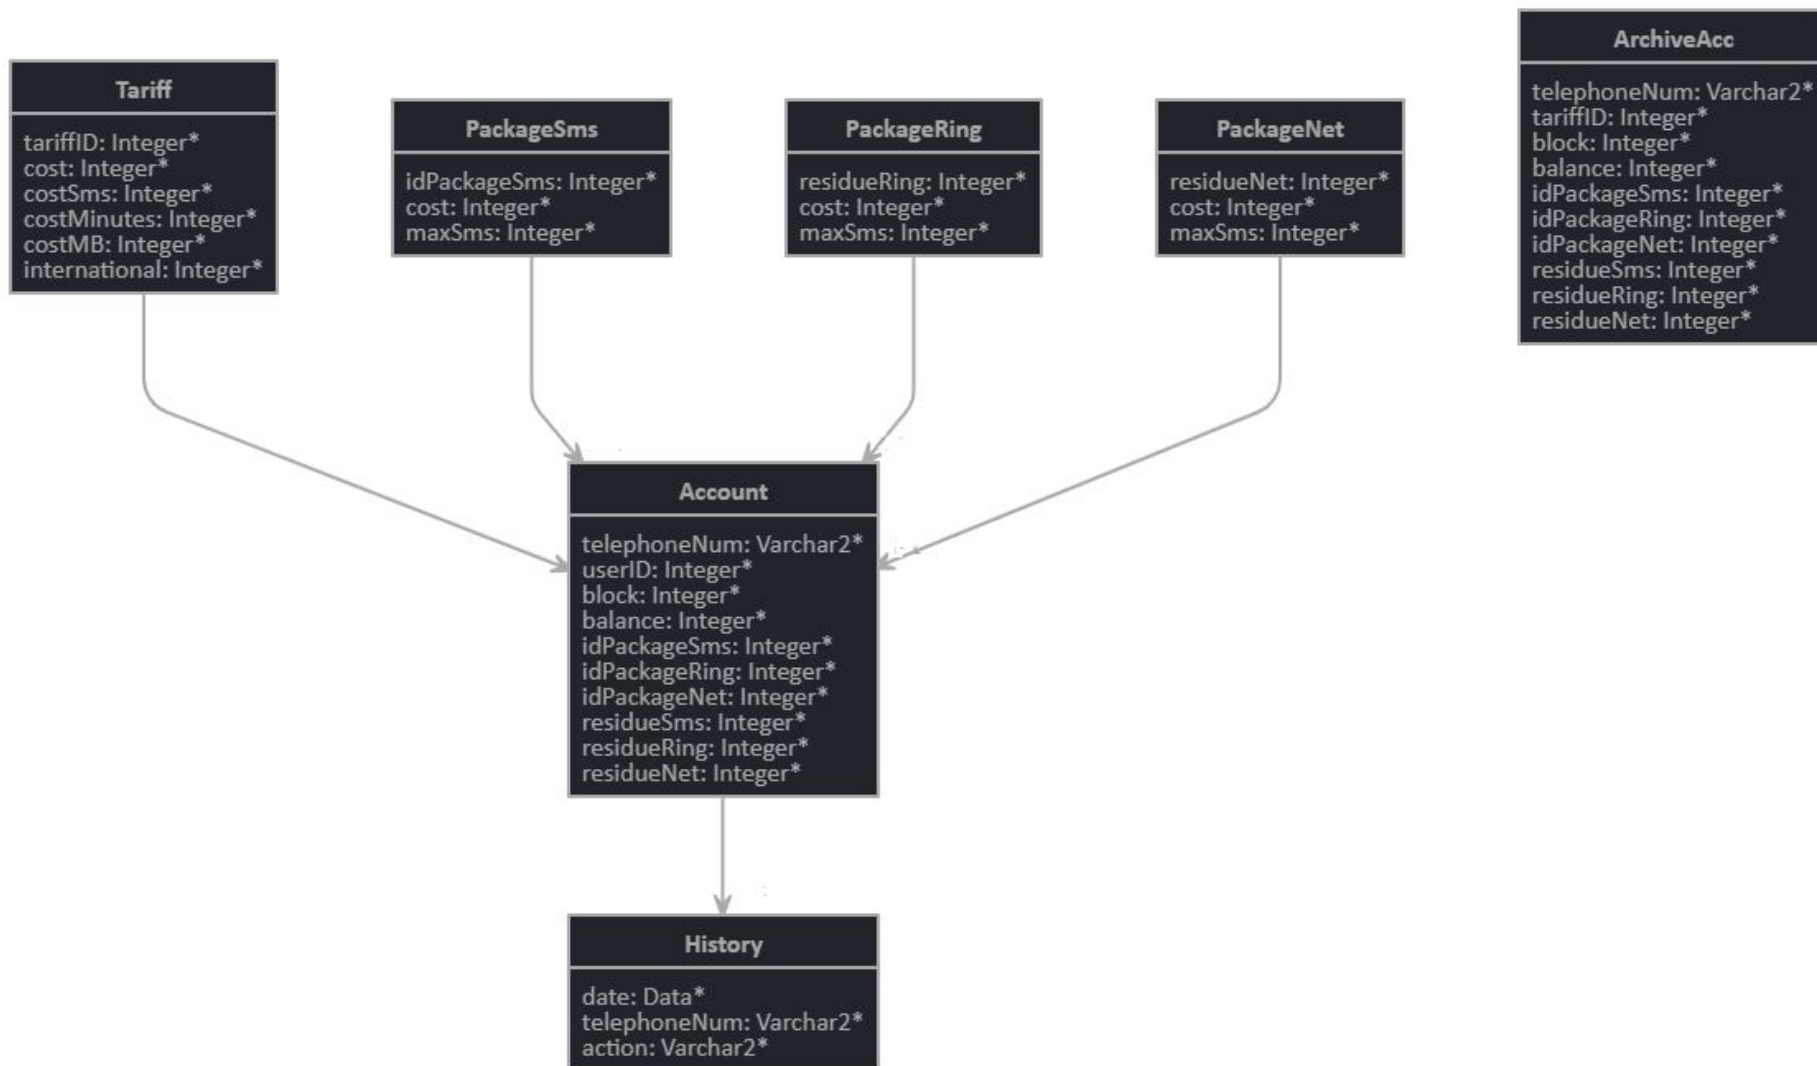 Tariff
tariffID: Integer*
cost: Integer*
costSms: Integer*
costMinutes: Integer*
costMB: Integer*
international: Integer*
PackageSms
idPackageSms: Integer*
cost: Integer*
maxSms: Integer*
PackageRing
residueRing: Integer*
cost: Integer*
maxSms: Integer*
PackageNet
residueNet: Integer*
cost: Integer*
maxSms: Integer*
ArchiveAcc
telephoneNum: Varchar2*
tariffID: Integer*
block: Integer*
balance: Integer*
idPackageSms: Integer*
idPackageRing: Integer*
idPackageNet: Integer*
residueSms: Integer*
residueRing: Integer*
residueNet: Integer*
Account
telephoneNum: Varchar2*
userID: Integer*
block: Integer*
balance: Integer*
idPackageSms: Integer*
idPackageRing: Integer*
idPackageNet: Integer*
residueSms: Integer*
residueRing: Integer*
residueNet: Integer*
History
date: Data*
telephoneNum: Varchar2*
action: Varchar2*